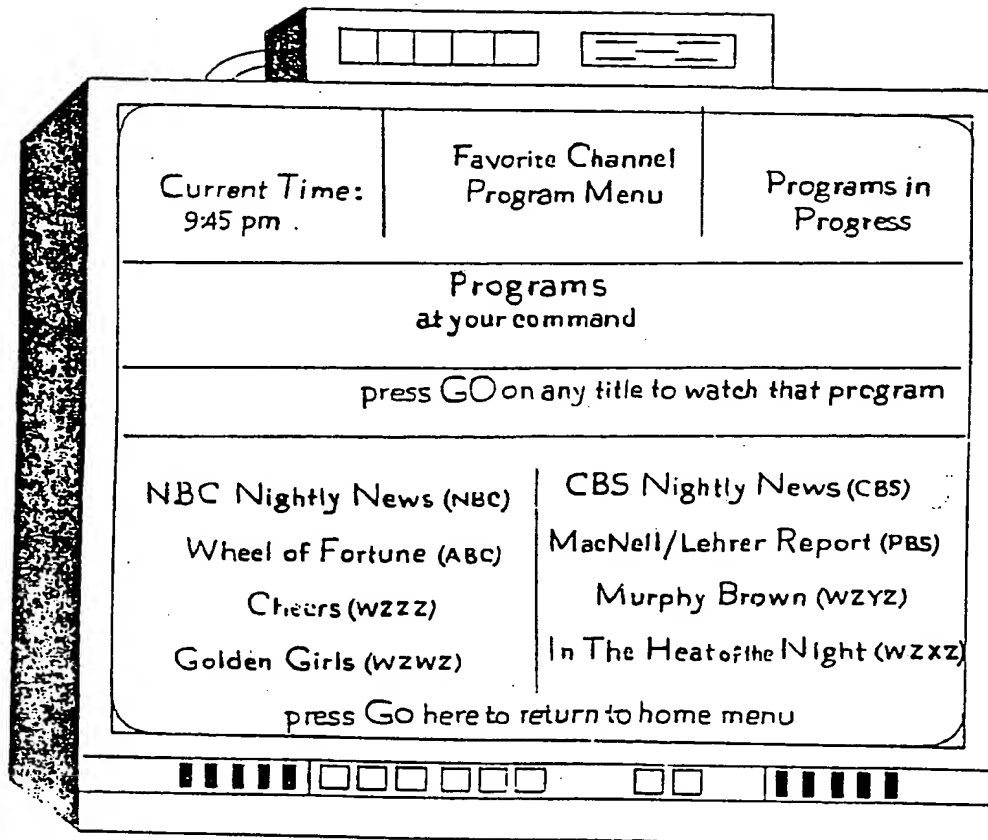 Current Time:
9:45 pm.
Favorite Channel
Program Menu
Programs in
Progress
Programs
at your command
press GO on any title to watch that program
NBC Nightly News (NBC)
Wheel of Fortune (ABC)
Cheers (WZZZ)
Golden Girls (WZWZ)
CBS Nightly News (CBS)
MacNell/Lehrer Report (PBS)
Murphy Brown (WZYZ)
In The Heat of the Night (WZXZ)
press Go here to return to home menu